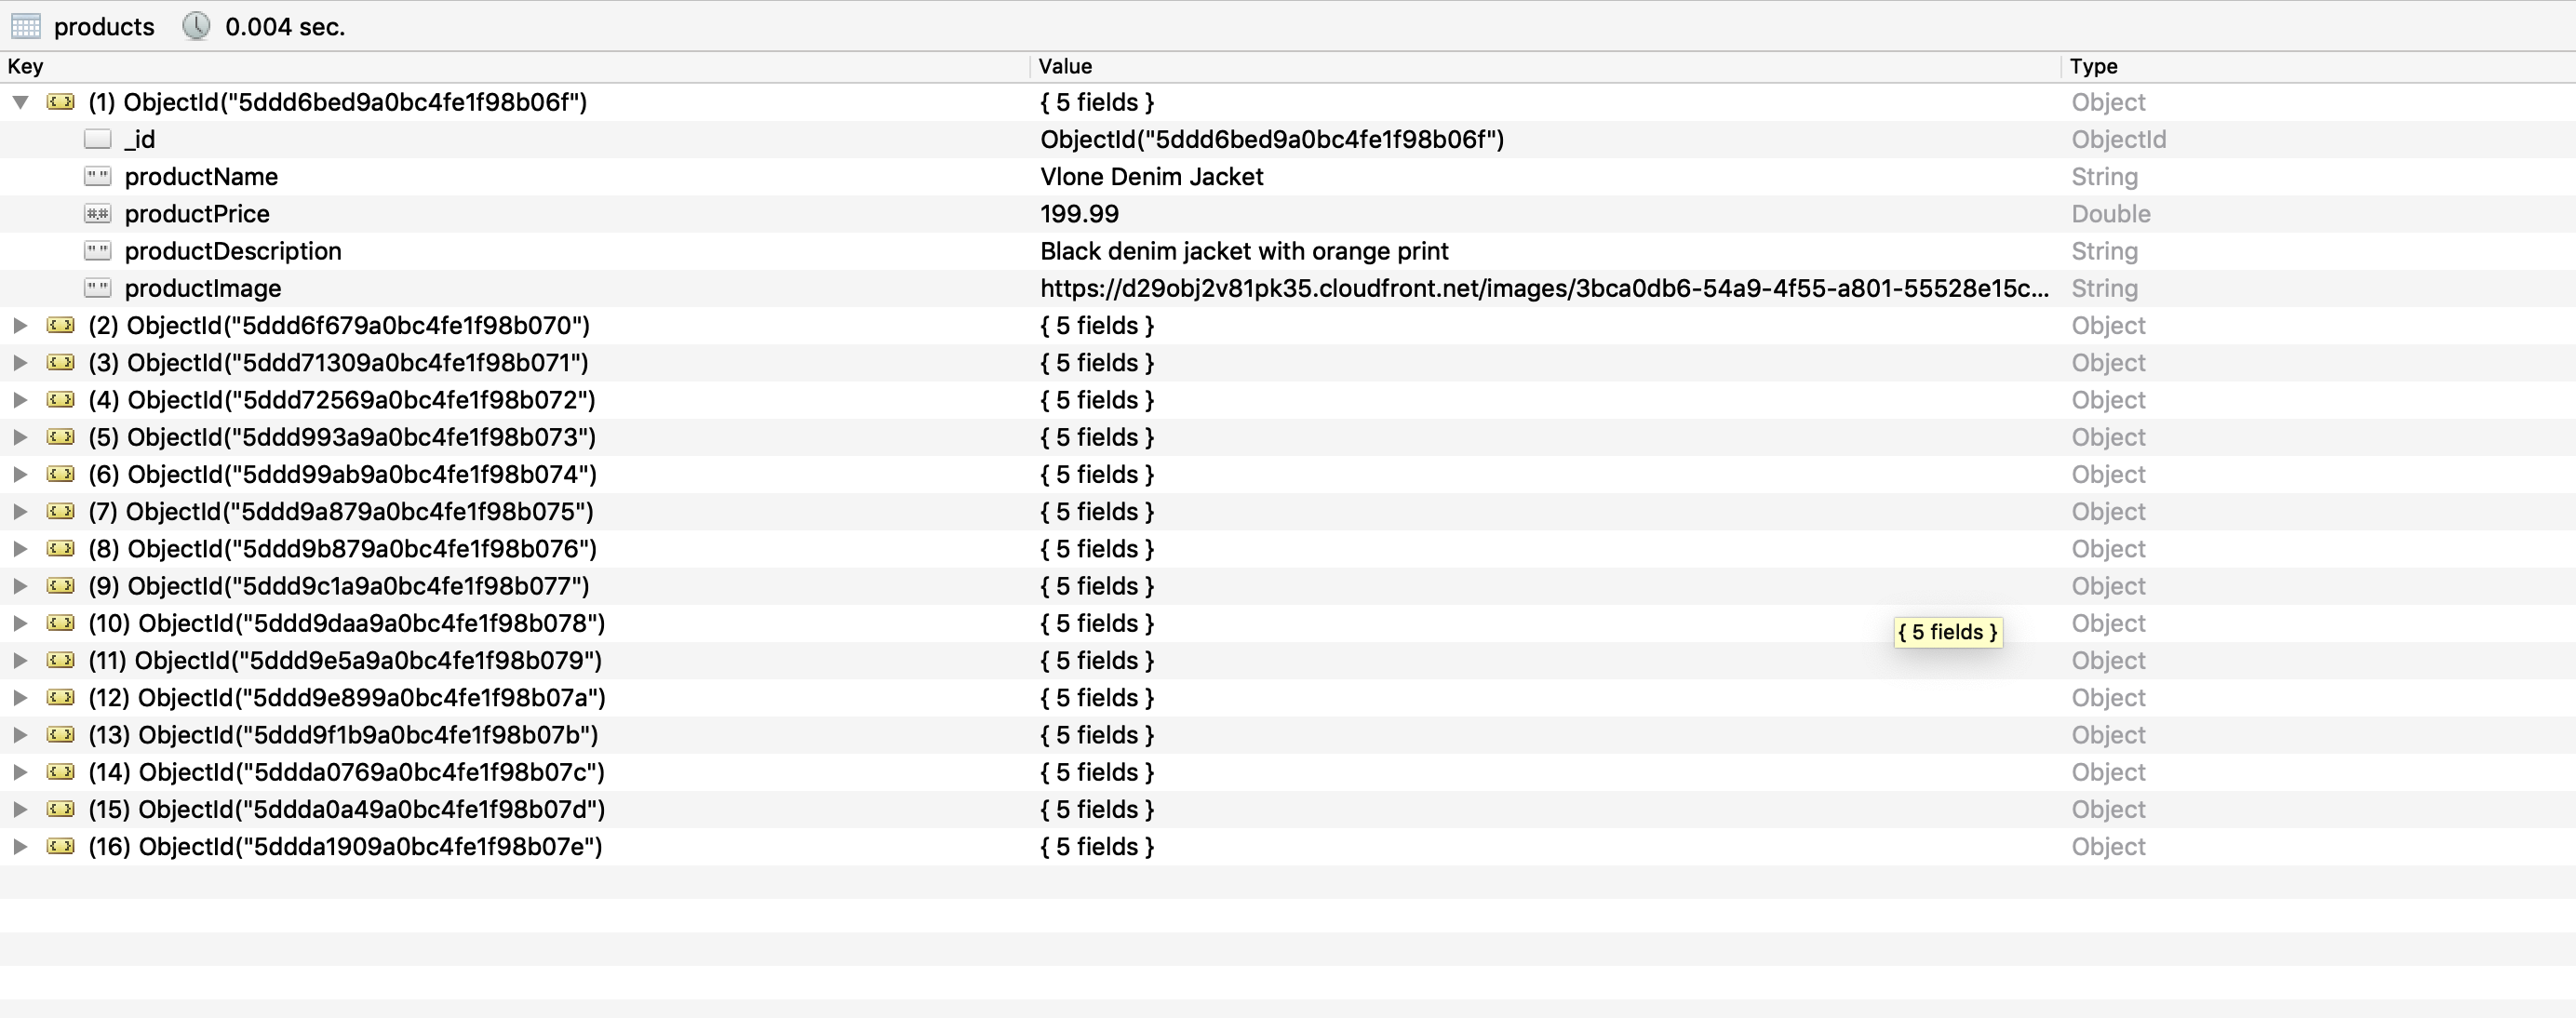 products 0.004 sec.
Key Value Type
(1) ObjectId("5ddd6bed9a0bc4fe1f98b06f") { 5 fields } Object
_id ObjectId("5ddd6bed9a0bc4fe1f98b06f") ObjectId
"" productName Vlone Denim Jacket String
#.# productPrice 199.99 Double
"" productDescription Black denim jacket with orange print String
"" productImage https://d29obj2v81pk35.cloudfront.net/images/3bca0db6-54a9-4f55-a801-55528e15c... String
(2) ObjectId("5ddd6f679a0bc4fe1f98b070") { 5 fields } Object
(3) ObjectId("5ddd71309a0bc4fe1f98b071") { 5 fields } Object
(4) ObjectId("5ddd72569a0bc4fe1f98b072") { 5 fields } Object
(5) ObjectId("5ddd993a9a0bc4fe1f98b073") { 5 fields } Object
(6) ObjectId("5ddd99ab9a0bc4fe1f98b074") { 5 fields } Object
(7) ObjectId("5ddd9a879a0bc4fe1f98b075") { 5 fields } Object
(8) ObjectId("5ddd9b879a0bc4fe1f98b076") { 5 fields } Object
(9) ObjectId("5ddd9c1a9a0bc4fe1f98b077") { 5 fields } Object
(10) ObjectId("5ddd9daa9a0bc4fe1f98b078") { 5 fields } { 5 fields } Object
(11) ObjectId("5ddd9e5a9a0bc4fe1f98b079") { 5 fields } Object
(12) ObjectId("5ddd9e899a0bc4fe1f98b07a") { 5 fields } Object
(13) ObjectId("5ddd9f1b9a0bc4fe1f98b07b") { 5 fields } Object
(14) ObjectId("5ddda0769a0bc4fe1f98b07c") { 5 fields } Object
(15) ObjectId("5ddda0a49a0bc4fe1f98b07d") { 5 fields } Object
(16) ObjectId("5ddda1909a0bc4fe1f98b07e") { 5 fields } Object